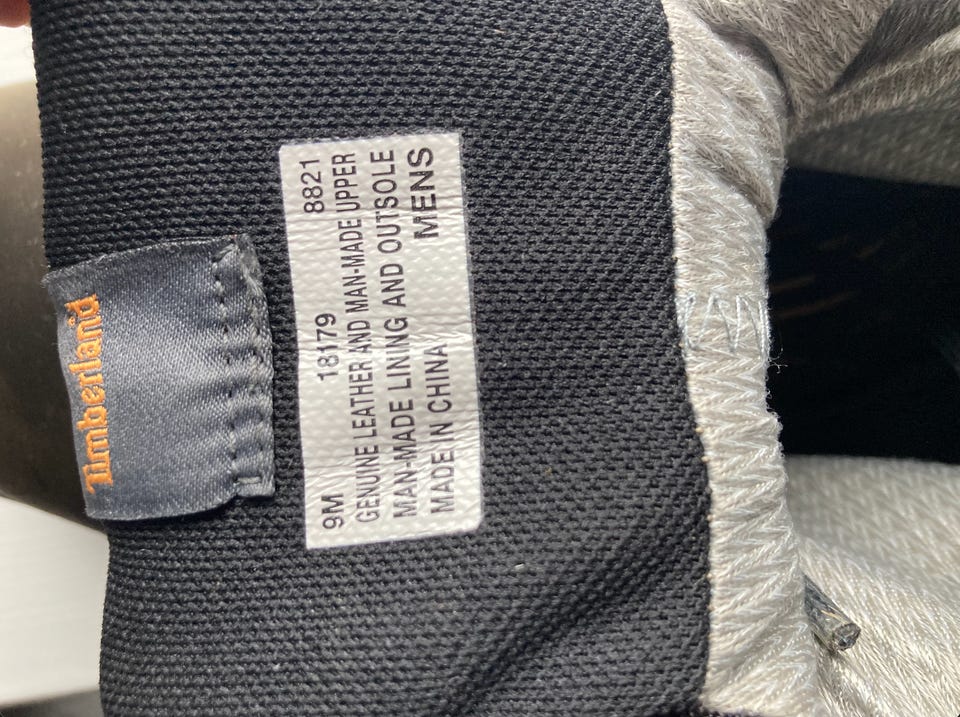 Timberland
9M 18179 8821
GENUINE LEATHER AND MAN-MADE UPPER
MAN-MADE LINING AND OUTSOLE
MADE IN CHINA MENS